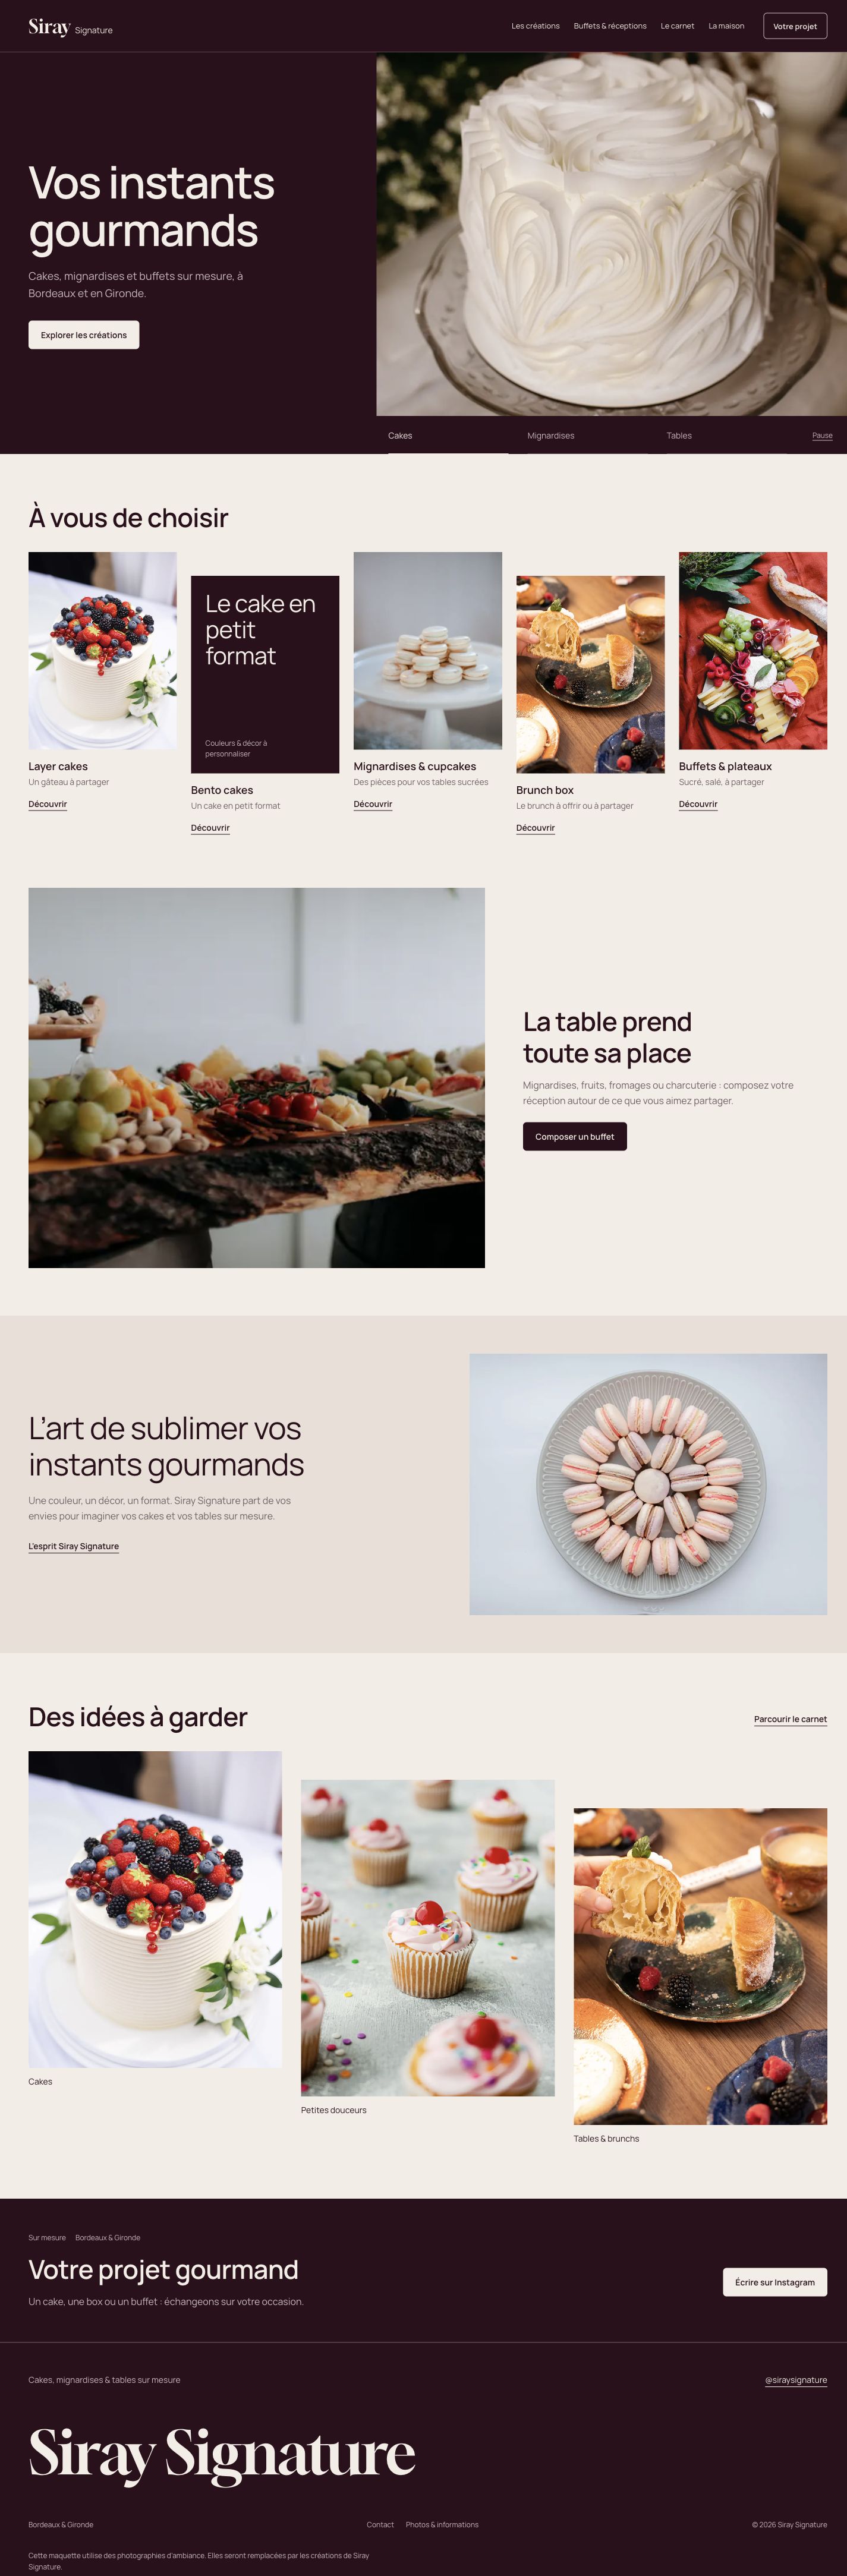 Siray Signature
Les créations
Buffets & réceptions
Le carnet
La maison
Votre projet
Vos instants
gourmands
Cakes, mignardises et buffets sur mesure, à
Bordeaux et en Gironde.
Explorer les créations
Cakes
Mignardises
Tables
Pause
À vous de choisir
Le cake en
petit
format
Couleurs & décor à
personnaliser
Layer cakes
Un gâteau à partager
Découvrir
Bento cakes
Un cake en petit format
Découvrir
Mignardises & cupcakes
Des pièces pour vos tables sucrées
Découvrir
Brunch box
Le brunch à offrir ou à partager
Découvrir
Buffets & plateaux
Sucré, salé, à partager
Découvrir
La table prend
toute sa place
Mignardises, fruits, fromages ou charcuterie : composez votre
réception autour de ce que vous aimez partager.
Composer un buffet
L’art de sublimer vos
instants gourmands
Une couleur, un décor, un format. Siray Signature part de vos
envies pour imaginer vos cakes et vos tables sur mesure.
L’esprit Siray Signature
Des idées à garder
Parcourir le carnet
Cakes
Petites douceurs
Tables & brunchs
Sur mesure
Bordeaux & Gironde
Votre projet gourmand
Un cake, une box ou un buffet : échangeons sur votre occasion.
Écrire sur Instagram
Cakes, mignardises & tables sur mesure
@siraysignature
Siray Signature
Bordeaux & Gironde
Contact
Photos & informations
© 2026 Siray Signature
Cette maquette utilise des photographies d’ambiance. Elles seront remplacées par les créations de Siray
Signature.